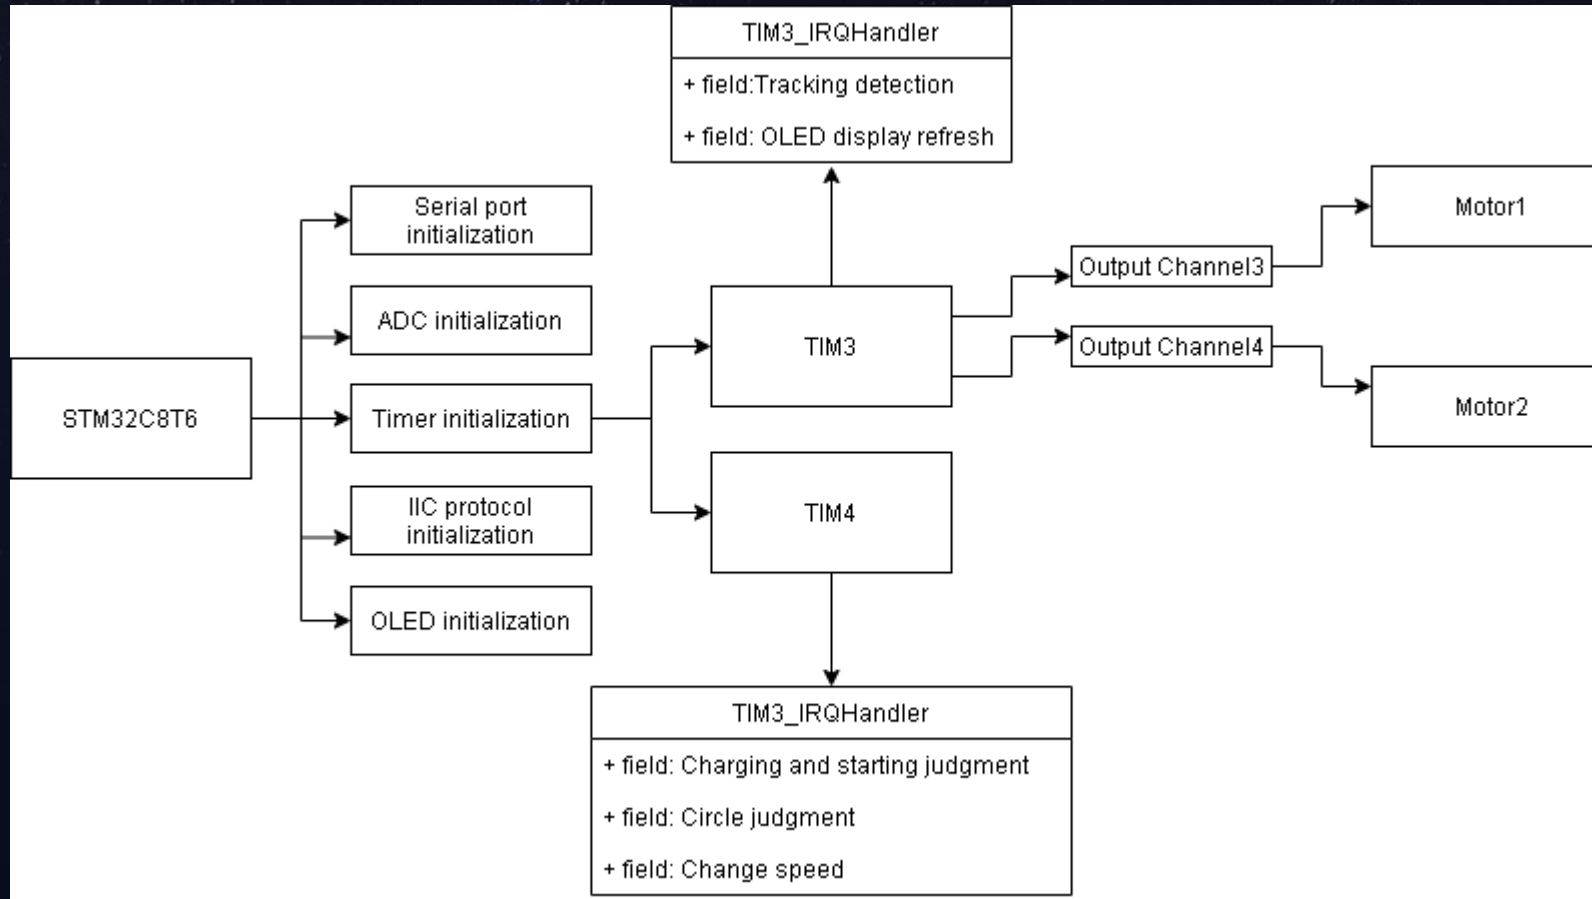 TIM3_IRQHandler
+ field:Tracking detection
+ field: OLED display refresh
Serial port
initialization
ADC initialization
STM32C8T6
Timer initialization
IIC protocol
initialization
OLED initialization
TIM3
TIM4
Output Channel3
Output Channel4
Motor1
Motor2
TIM3_IRQHandler
+ field: Charging and starting judgment
+ field: Circle judgment
+ field: Change speed